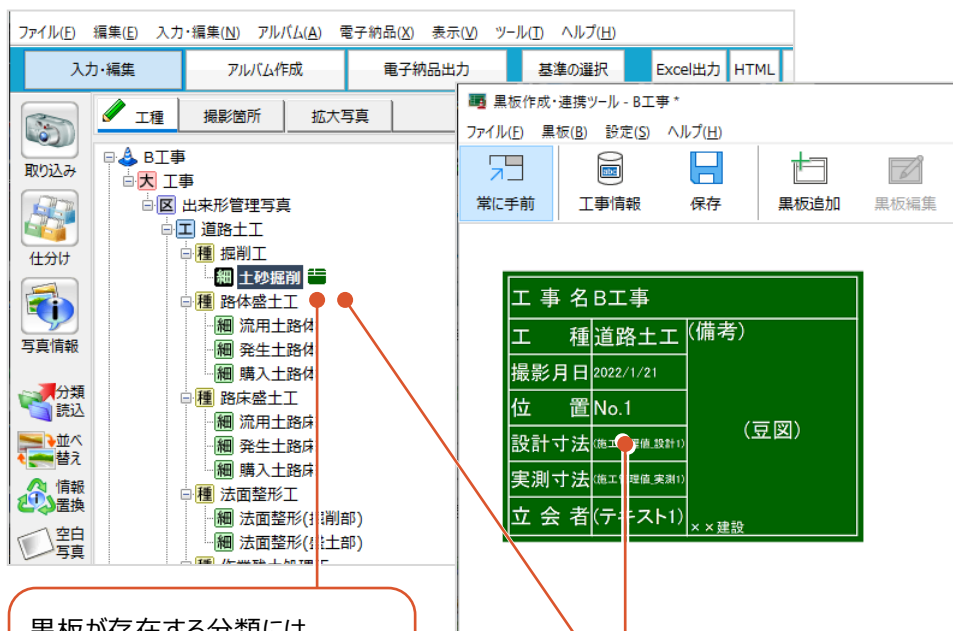 ファイル(F) 編集(E) 入力・編集(N) アルバム(A) 電子納品(X) 表示(V) ツール(T) ヘルプ(H)
入力・編集 アルバム作成 電子納品出力 基準の選択 Excel出力 HTML
工種 撮影箇所 拡大写真
取り込み
仕分け
写真情報
分類読込
並べ替え
情報置換
空白写真
B工事
大 工事
区 出来形管理写真
工 道路土工
種 掘削工
細 土砂掘削
種 路体盛土工
細 流用土路体
細 発生土路体
細 購入土路体
種 路床盛土工
細 流用土路床
細 発生土路床
細 購入土路床
種 法面整形工
細 法面整形(掘削部)
細 法面整形(盛土部)
黒板作成・連携ツール - B工事 *
ファイル(F) 黒板(B) 設定(S) ヘルプ(H)
abc
常に手前 工事情報 保存 黒板追加 黒板編集
工事名 B工事
工種 道路土工 (備考)
撮影月日 2022/1/21
位置 No.1
(豆図)
設計寸法
実測寸法 (施工管理値_実測1)
立会者 (テキスト1) ××建設
黒板が存在する分類には